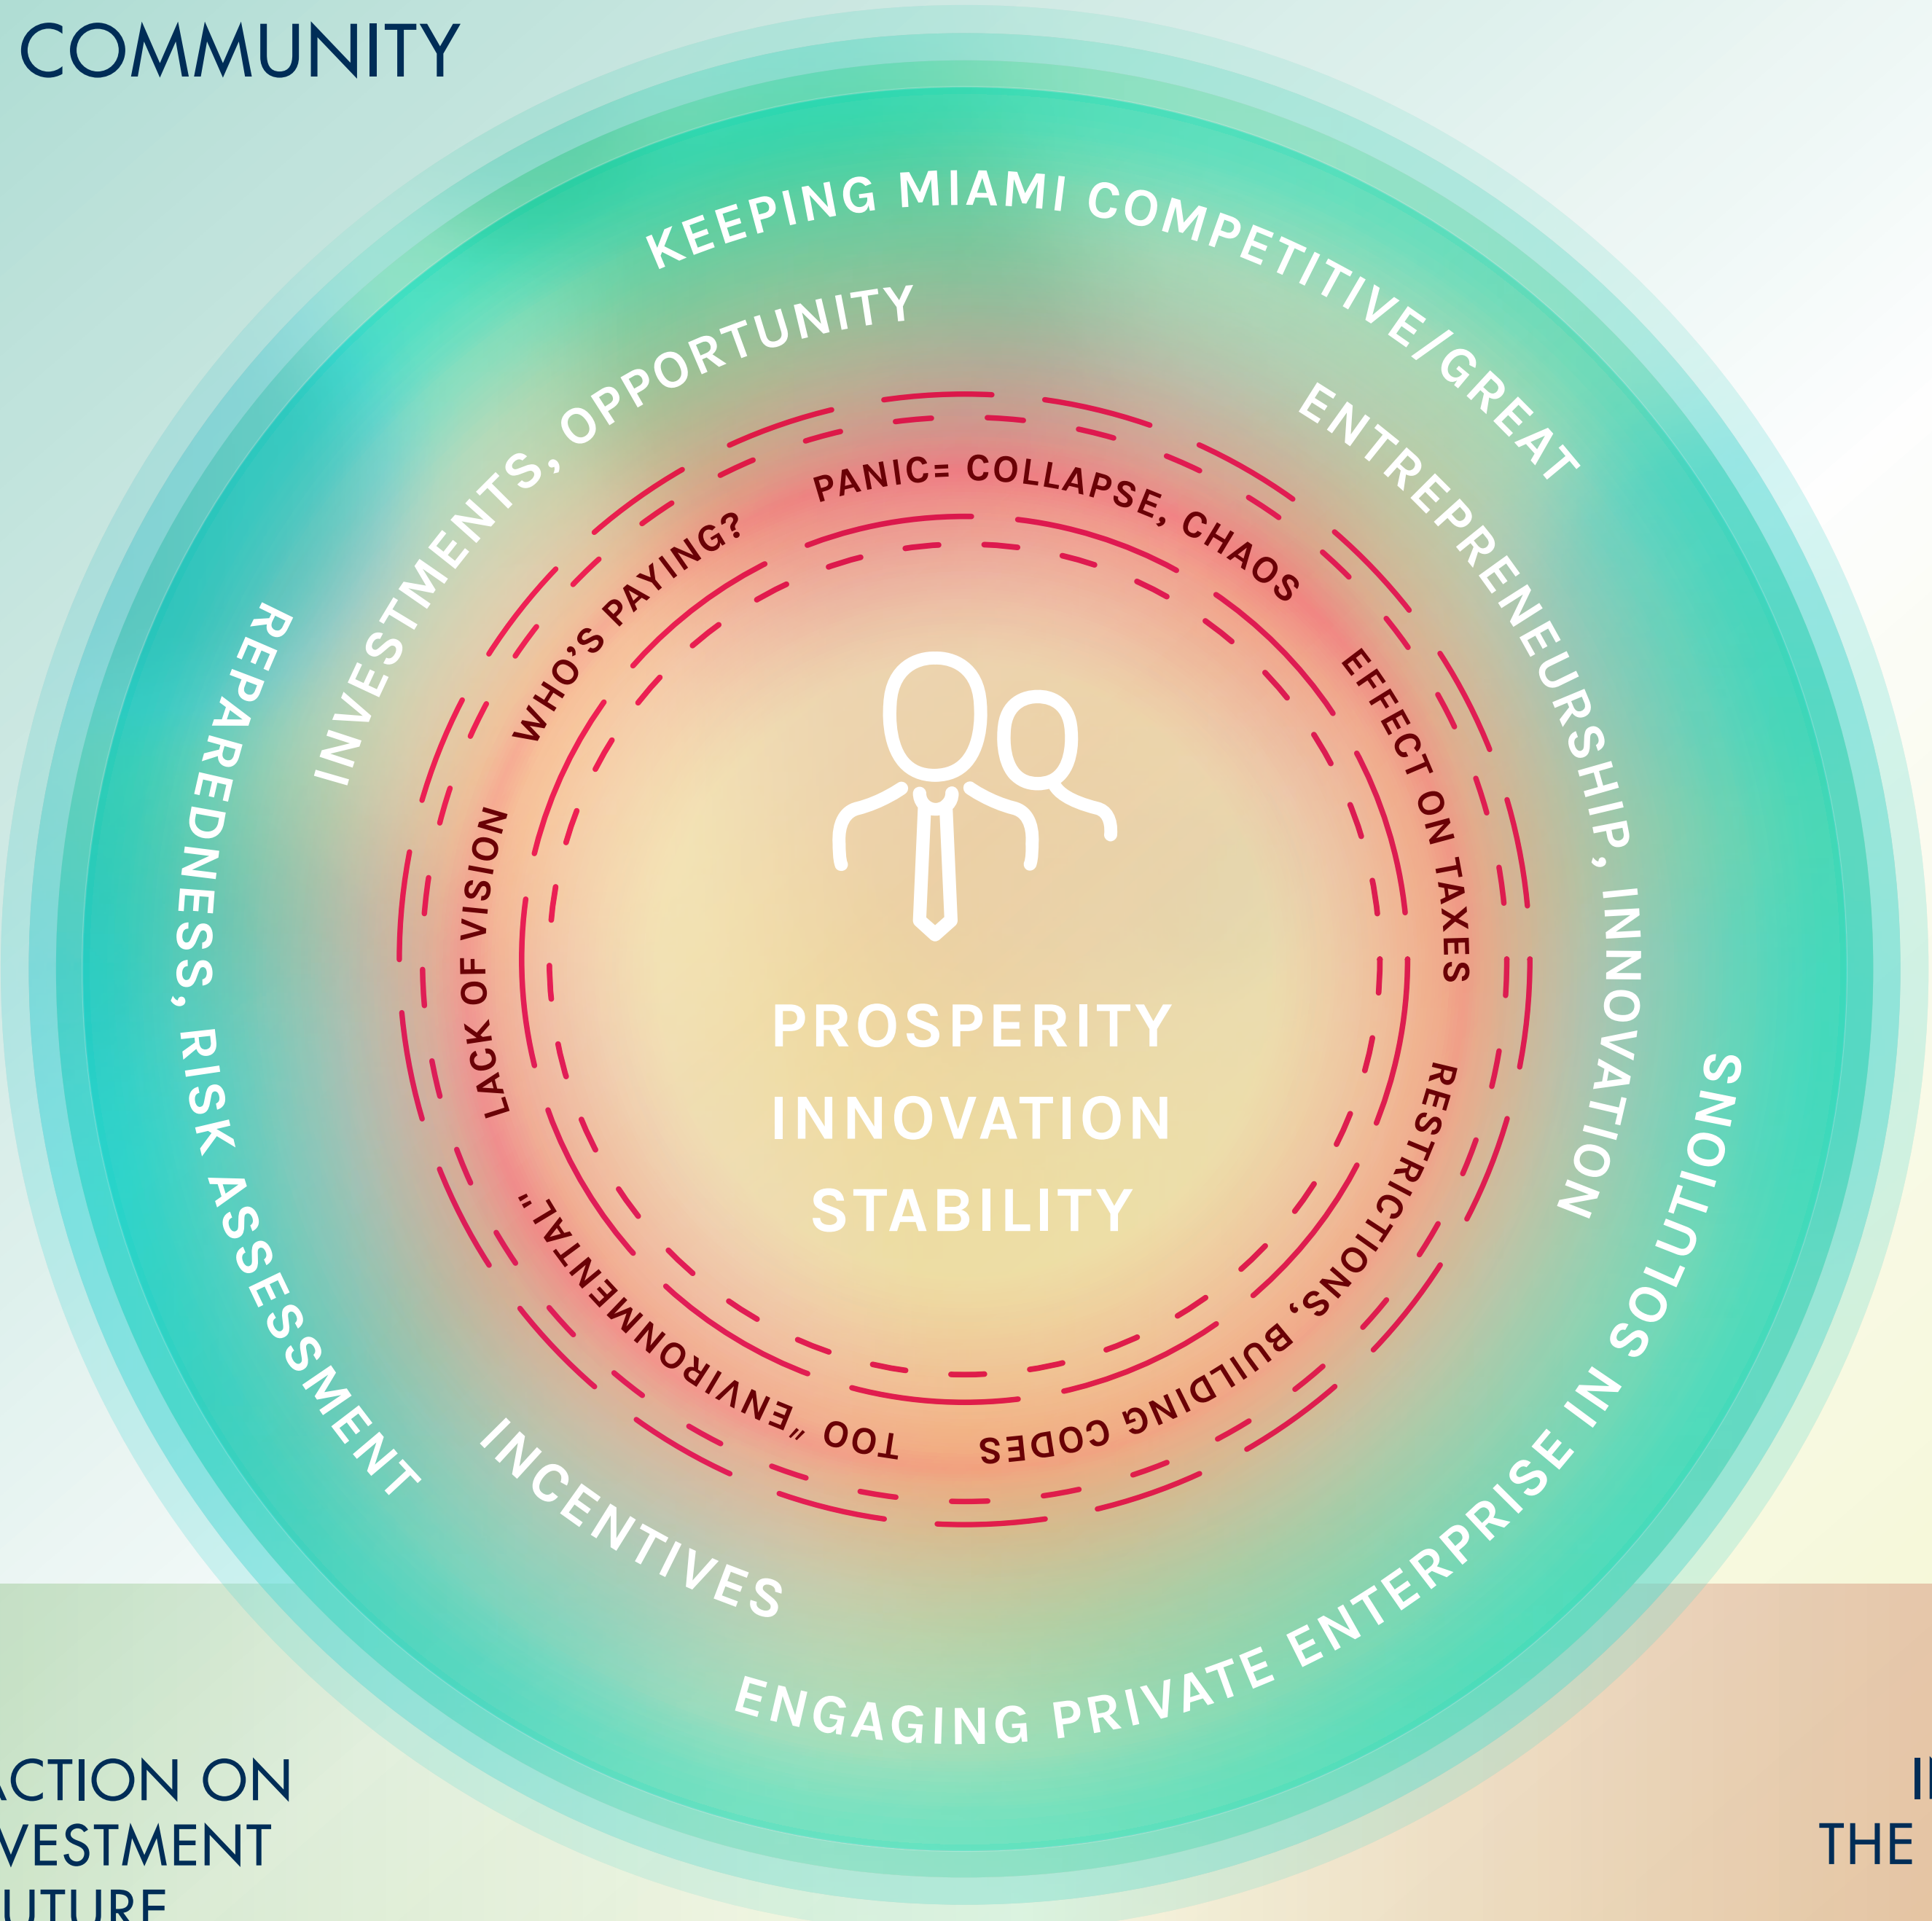 COMMUNITY
KEEPING MIAMI COMPETITIVE/GREAT
INVESTMENTS, OPPORTUNITY
ENTREPRENEURSHIP, INNOVATION
REPAREDNESS, RISK ASSESSMENT
INCENTIVES
ENGAGING PRIVATE ENTERPRISE IN SOLUTIONS
PANIC= COLLAPSE, CHAOS
EFFECT ON TAXES
RESTRICTIONS, BUILDING CODES
TOO "ENVIRONMENTAL"
LACK OF VISION
WHO'S PAYING?
PROSPERITY
INNOVATION
STABILITY
ACTION ON
VESTMENT
UTURE
THE